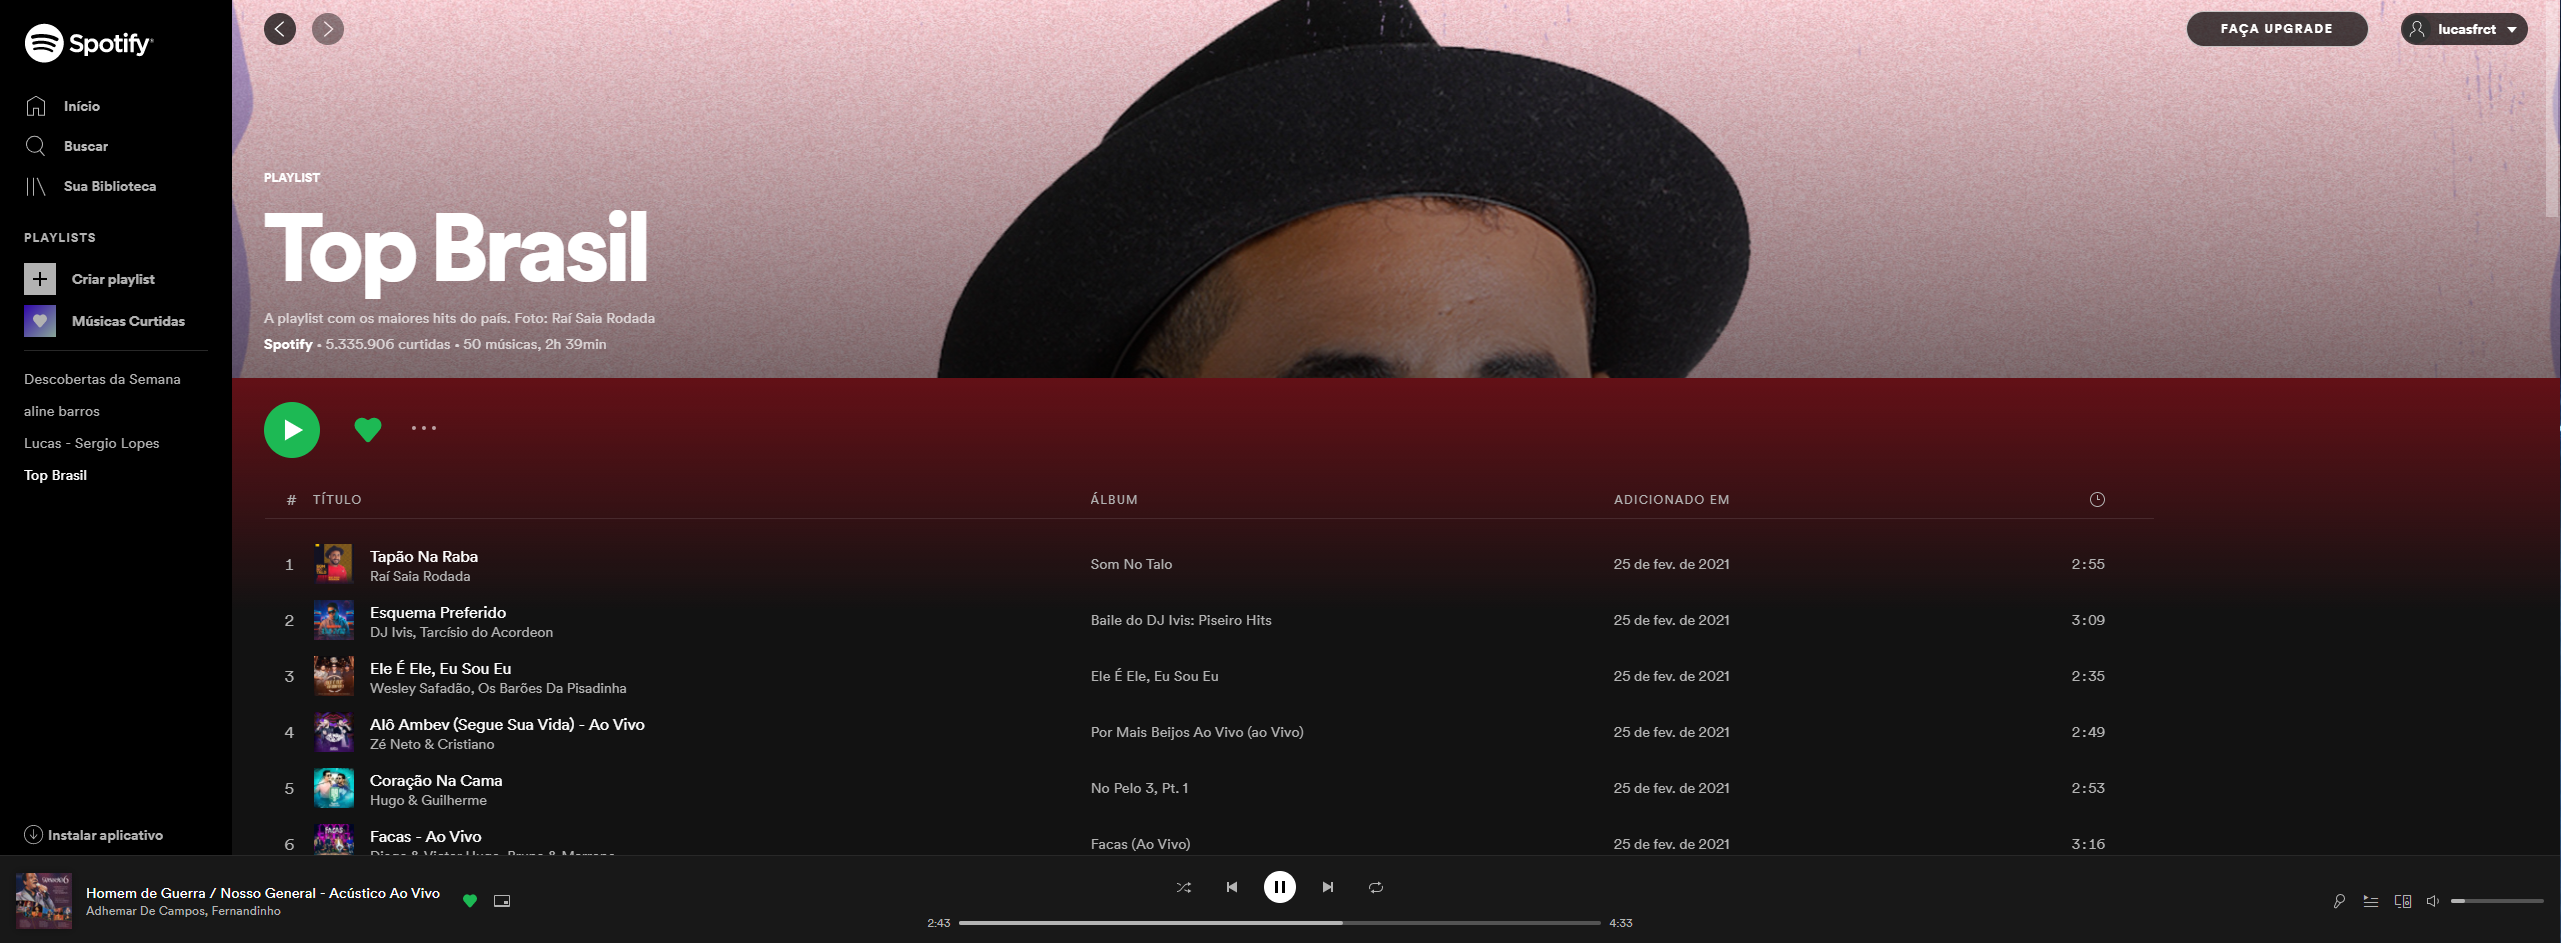 Spotify
Início
Buscar
Sua Biblioteca
PLAYLISTS
Criar playlist
Músicas Curtidas
Descobertas da Semana
aline barros
Lucas - Sergio Lopes
Top Brasil
Instalar aplicativo
FAÇA UPGRADE
lucasfrct
PLAYLIST
Top Brasil
A playlist com os maiores hits do país. Foto: Raí Saia Rodada
Spotify • 5.335.906 curtidas • 50 músicas, 2h 39min
# TÍTULO ÁLBUM ADICIONADO EM
1 Tapão Na Raba Som No Talo 25 de fev. de 2021 2:55
Raí Saia Rodada
2 Esquema Preferido Baile do DJ Ivis: Piseiro Hits 25 de fev. de 2021 3:09
DJ Ivis, Tarcísio do Acordeon
3 Ele É Ele, Eu Sou Eu Ele É Ele, Eu Sou Eu 25 de fev. de 2021 2:35
Wesley Safadão, Os Barões Da Pisadinha
4 Alô Ambev (Segue Sua Vida) - Ao Vivo Por Mais Beijos Ao Vivo (ao Vivo) 25 de fev. de 2021 2:49
Zé Neto & Cristiano
5 Coração Na Cama No Pelo 3, Pt. 1 25 de fev. de 2021 2:53
Hugo & Guilherme
6 Facas - Ao Vivo Facas (Ao Vivo) 25 de fev. de 2021 3:16
Diego & Victor Hugo, Bruno & Marrone
Homem de Guerra / Nosso General - Acústico Ao Vivo
Adhemar De Campos, Fernandinho
2:43 4:33